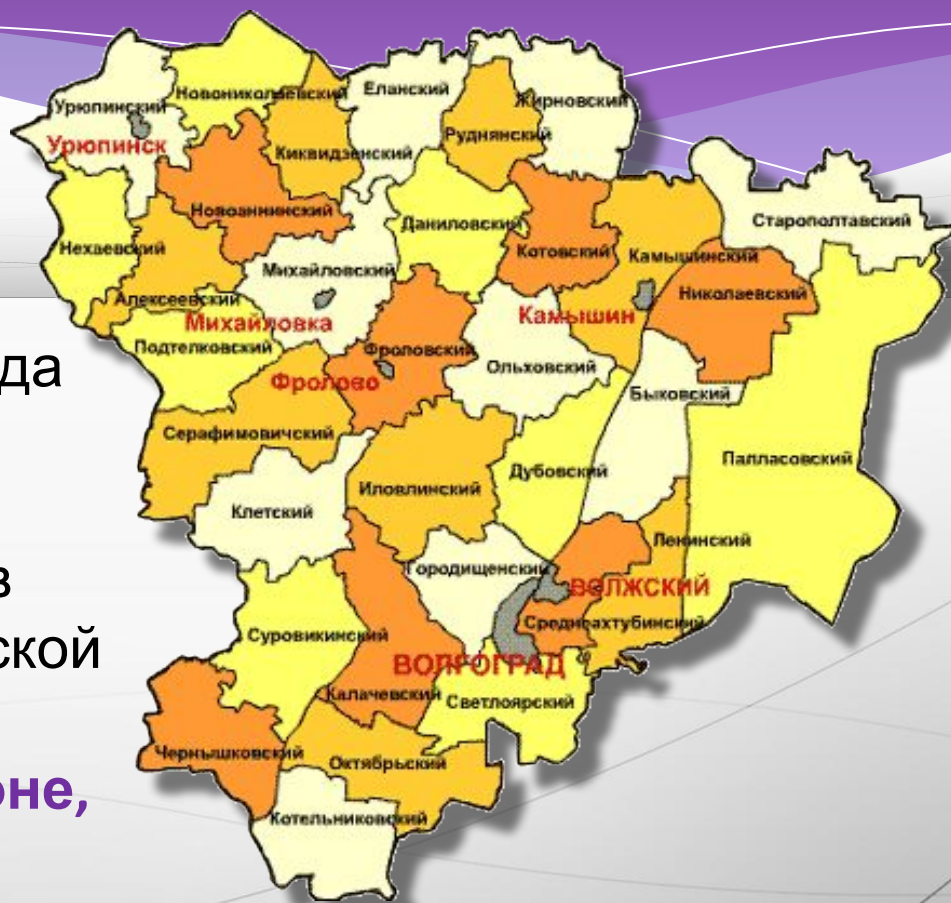 Урюпинский
Новониколаевский
Еланский
Жирновский
Руднянский
Урюпинск
Киквидзенский
Новоаннинский
Даниловский
Старополтавский
Нехаевский
Котовский
Камышинский
Михайловский
Алексеевский
Николаевский
Михайловка
Камышин
Подтелковский
Фроловский
да
Фролово
Ольховский
Быковский
Серафимовичский
Палласовский
Дубовский
Иловлинский
Клетский
Ленинский
Городищенский
в
ВОЛЖСКИЙ
Среднеахтубинский
Суровикинский
ской
ВОЛГОГРАД
Калачевский
Светлоярский
Чернышковский
Октябрьский
оне,
Котельниковский